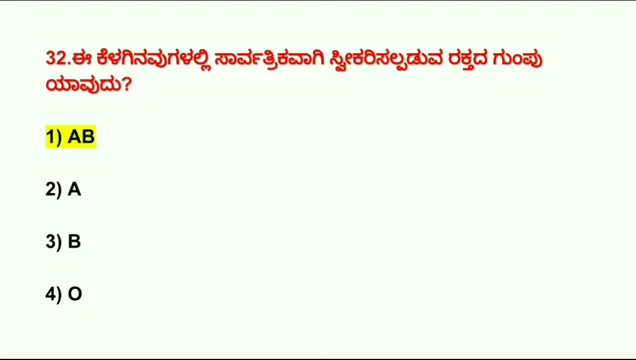 32.ಈ ಕೆಳಗಿನವುಗಳಲ್ಲಿ ಸಾರ್ವತ್ರಿಕವಾಗಿ ಸ್ವೀಕರಿಸಲ್ಪಡುವ ರಕ್ತದ ಗುಂಪು
ಯಾವುದು?
1) AB
2) A
3) B
4) O